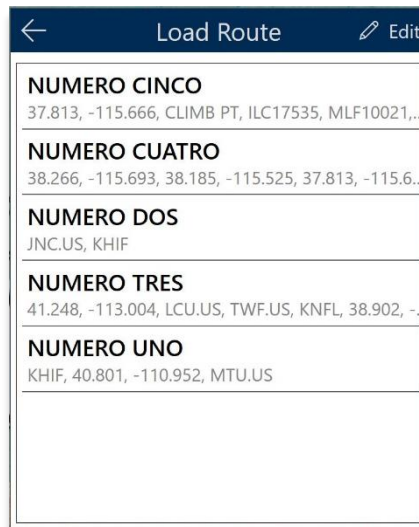 Load Route
Edit
NUMERO CINCO
37.813, -115.666, CLIMB PT, ILC17535, MLF10021,..
NUMERO CUATRO
38.266, -115.693, 38.185, -115.525, 37.813, -115.6..
NUMERO DOS
JNC.US, KHIF
NUMERO TRES
41.248, -113.004, LCU.US, TWF.US, KNFL, 38.902, -..
NUMERO UNO
KHIF, 40.801, -110.952, MTU.US